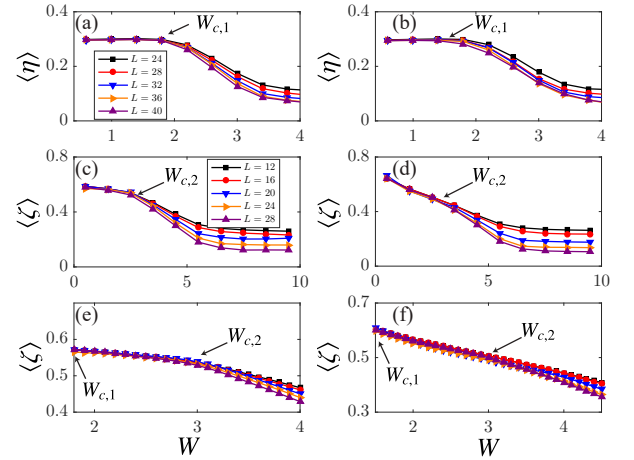 (a) W_{c,1}
⟨η⟩
0.4
0.2
0
L = 24
L = 28
L = 32
L = 36
L = 40
1 2 3 4
(b) W_{c,1}
⟨η⟩
0.4
0.2
0
1 2 3 4
(c) W_{c,2}
⟨ζ⟩
0.8
0.4
0
L = 12
L = 16
L = 20
L = 24
L = 28
0 5 10
(d) W_{c,2}
⟨ζ⟩
0.8
0.4
0
0 5 10
(e) W_{c,2}
W_{c,1}
⟨ζ⟩
0.6
0.5
0.4
2 3 4
W
(f) W_{c,2}
W_{c,1}
⟨ζ⟩
0.7
0.5
0.3
2 3 4
W